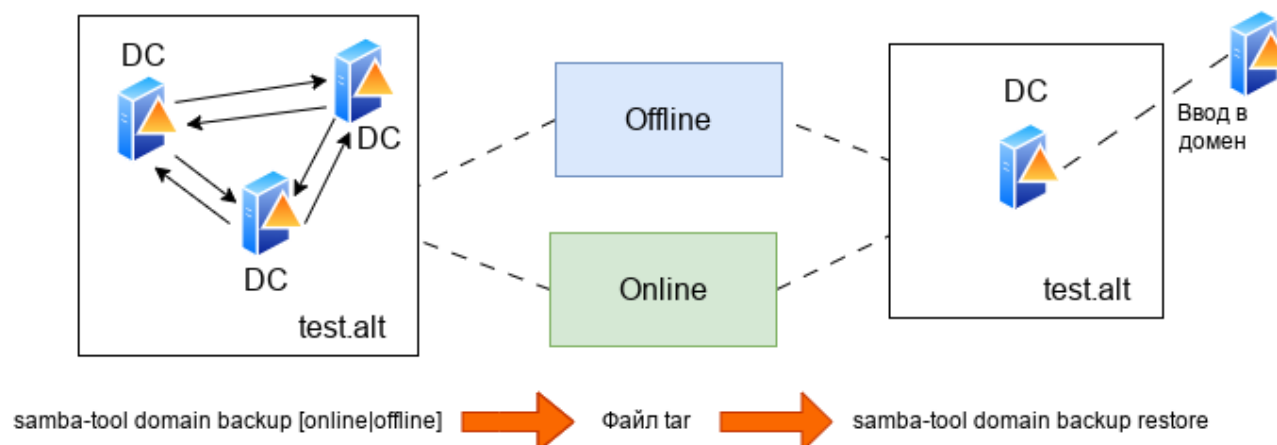 DC
DC
DC
test.alt
Offline
Online
DC
test.alt
Ввод в
домен
samba-tool domain backup [online|offline]
Файл tar
samba-tool domain backup restore